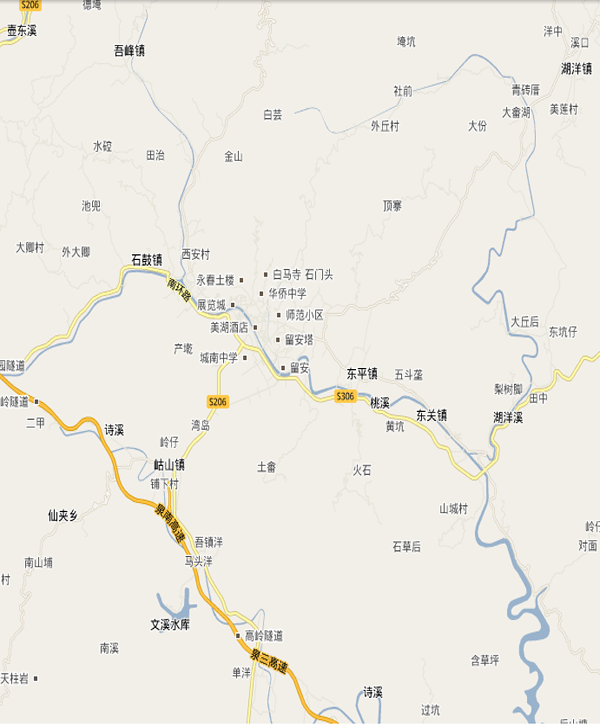 S206
德埯
壶东溪
吾峰镇
埯坑
洋中
溪口
湖洋镇
社前
青砖厝
白芸
大畲湖
美莲村
外丘村
大份
水碓
田治
金山
池兜
顶寨
大卿村
外大卿
石鼓镇
西安村
永春土楼
白马寺 石门头
南环路
华侨中学
展览城
师范小区
美湖酒店
大丘后
东坑仔
产墘
留安塔
城南中学
园隧道
留安
东平镇
五斗垄
梨树脚
岭隧道
S206
S306
桃溪
田中
二甲
诗溪
湾岛
黄坑
东关镇
湖洋溪
岭仔
岵山镇
土畲
火石
铺下村
仙夹乡
泉南高速
山城村
吾镇洋
石草后
岭仔
对面
南山埔
马头洋
村
文溪水库
高岭隧道
南溪
泉三高速
含草坪
天柱岩
单洋
诗溪
过坑